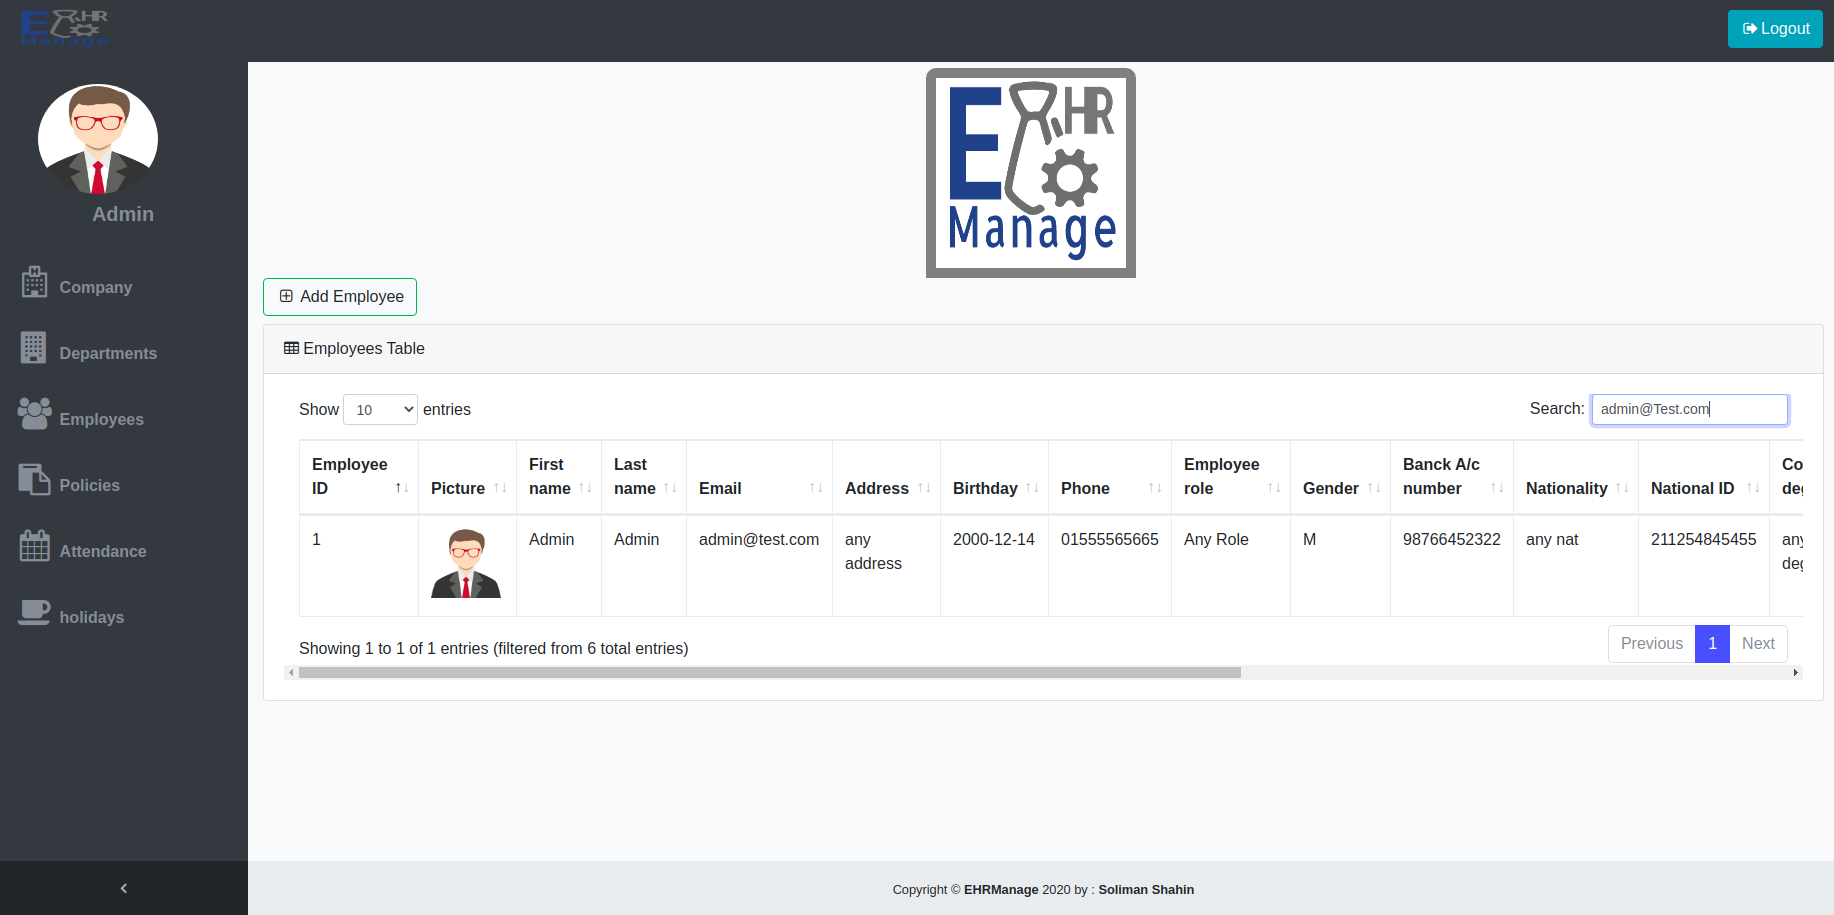 E HR
Manage
Logout
Admin
Company
Departments
Employees
Policies
Attendance
holidays
E HR
Manage
Add Employee
Employees Table
Show 10 entries
Search: admin@Test.com
Employee ID Picture First name Last name Email Address Birthday Phone Employee role Gender Banck A/c number Nationality National ID Co
deg
1 Admin Admin admin@test.com any address 2000-12-14 01555565665 Any Role M 98766452322 any nat 211254845455 any
deg
Showing 1 to 1 of 1 entries (filtered from 6 total entries)
Previous 1 Next
Copyright © EHRManage 2020 by : Soliman Shahin